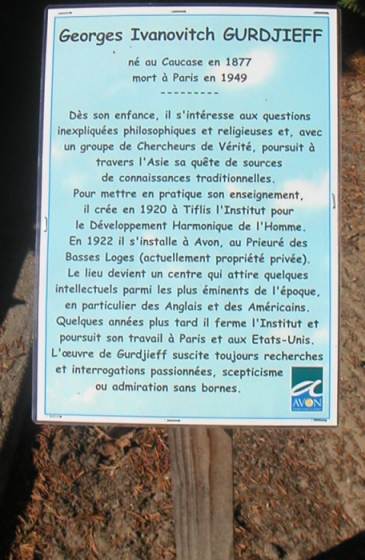 Georges Ivanovitch GURDJIEFF
né au Caucase en 1877
mort à Paris en 1949
---------
Dès son enfance, il s'intéresse aux questions
inexpliquées philosophiques et religieuses et, avec
un groupe de Chercheurs de Vérité, poursuit à
travers l'Asie sa quête de sources
de connaissances traditionnelles.
Pour mettre en pratique son enseignement,
il crée en 1920 à Tiflis l'Institut pour
le Développement Harmonique de l'Homme.
En 1922 il s'installe à Avon, au Prieuré des
Basses Loges (actuellement propriété privée).
Le lieu devient un centre qui attire quelques
intellectuels parmi les plus éminents de l'époque,
en particulier des Anglais et des Américains.
Quelques années plus tard il ferme l'Institut et
poursuit son travail à Paris et aux Etats-Unis.
L'œuvre de Gurdjieff suscite toujours recherches
et interrogations passionnées, scepticisme
ou admiration sans bornes.
AVON